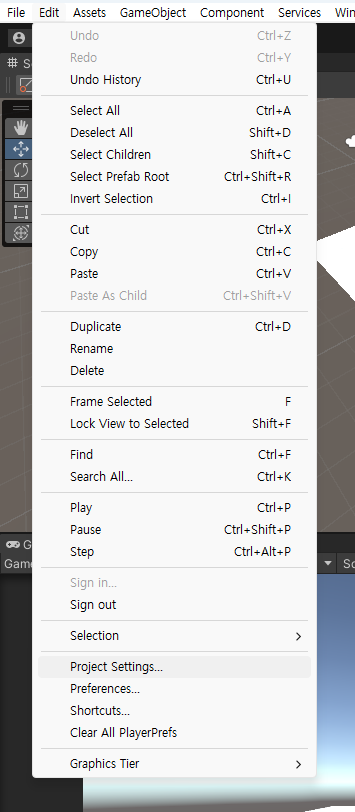 File Edit Assets GameObject Component Services
Undo Ctrl+Z
Redo Ctrl+Y
Undo History Ctrl+U
Select All Ctrl+A
Deselect All Shift+D
Select Children Shift+C
Select Prefab Root Ctrl+Shift+R
Invert Selection Ctrl+I
Cut Ctrl+X
Copy Ctrl+C
Paste Ctrl+V
Paste As Child Ctrl+Shift+V
Duplicate Ctrl+D
Rename
Delete
Frame Selected F
Lock View to Selected Shift+F
Find Ctrl+F
Search All... Ctrl+K
Play Ctrl+P
Pause Ctrl+Shift+P
Step Ctrl+Alt+P
Sign in...
Sign out
Selection
Project Settings...
Preferences...
Shortcuts...
Clear All PlayerPrefs
Graphics Tier